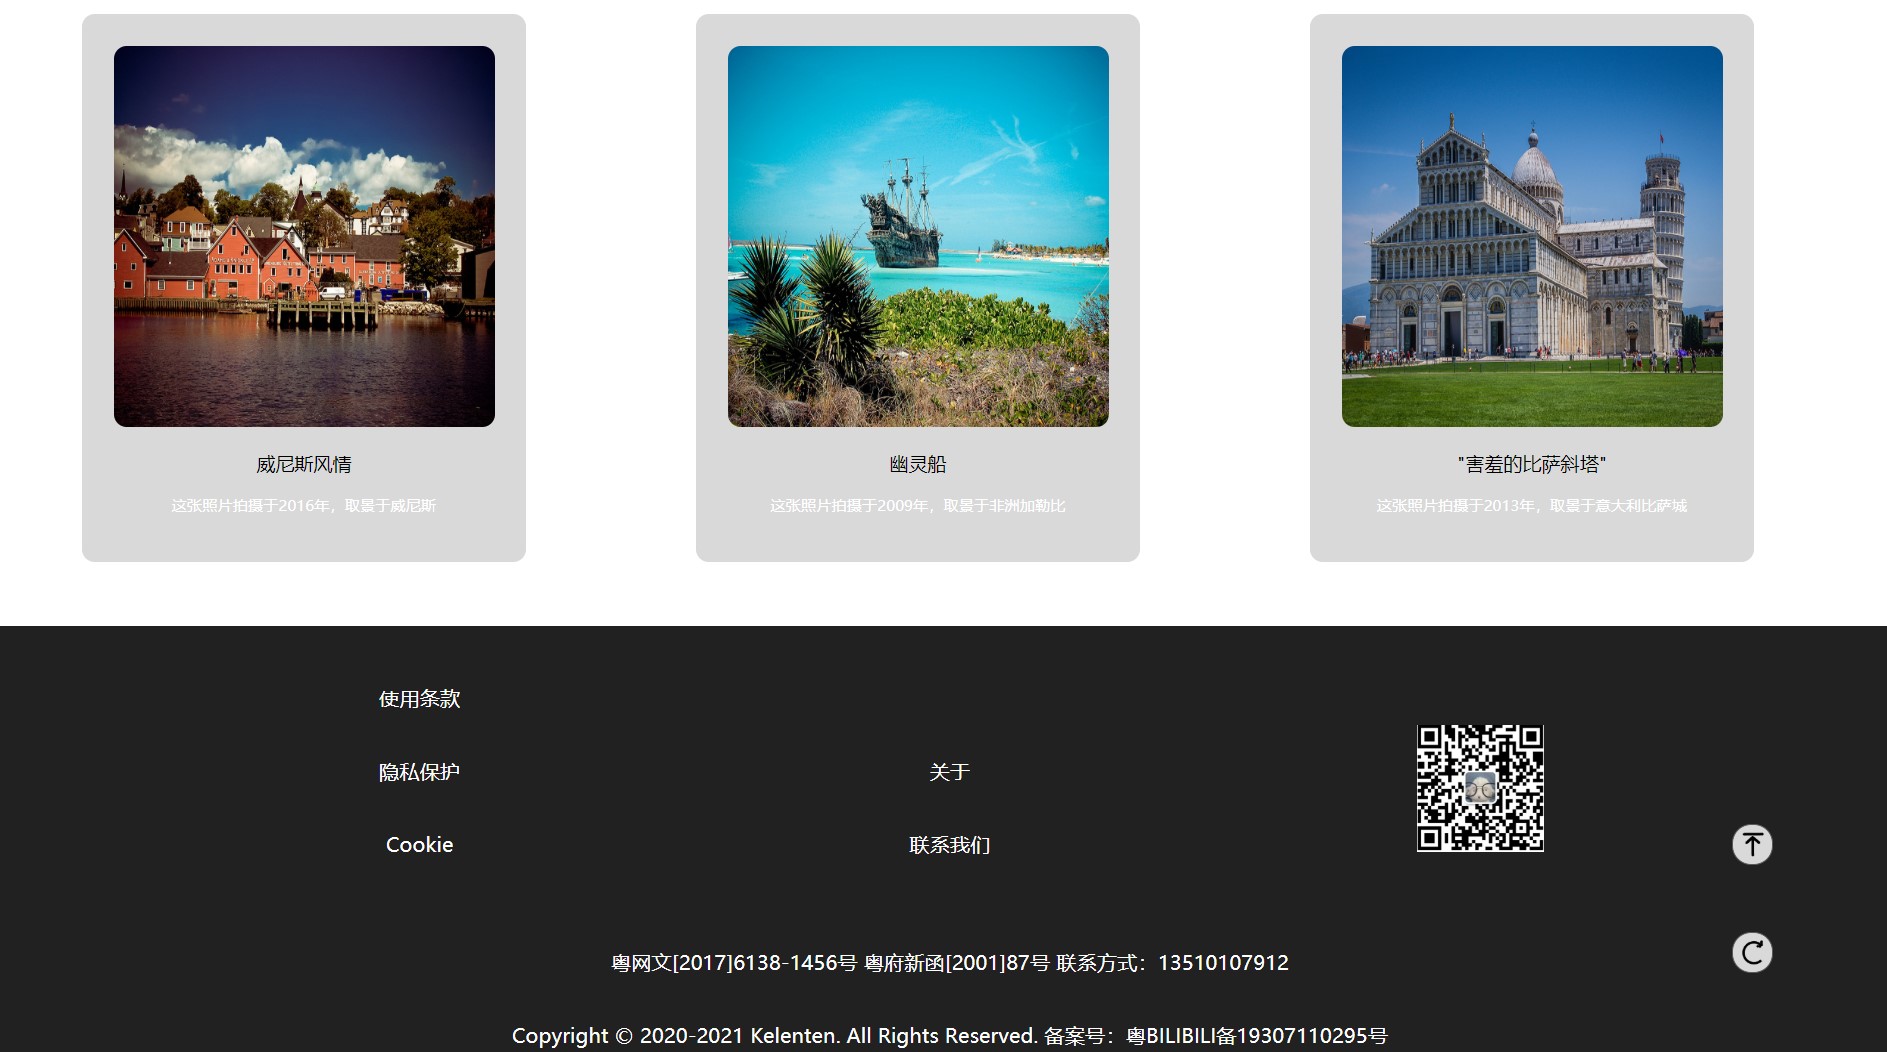 威尼斯风情
这张照片拍摄于2016年，取景于威尼斯
幽灵船
这张照片拍摄于2009年，取景于非洲加勒比
"害羞的比萨斜塔"
这张照片拍摄于2013年，取景于意大利比萨城
使用条款
隐私保护
Cookie
关于
联系我们
粤网文[2017]6138-1456号 粤府新函[2001]87号 联系方式：13510107912
Copyright © 2020-2021 Kelenten. All Rights Reserved. 备案号：粤BILIBILI备19307110295号